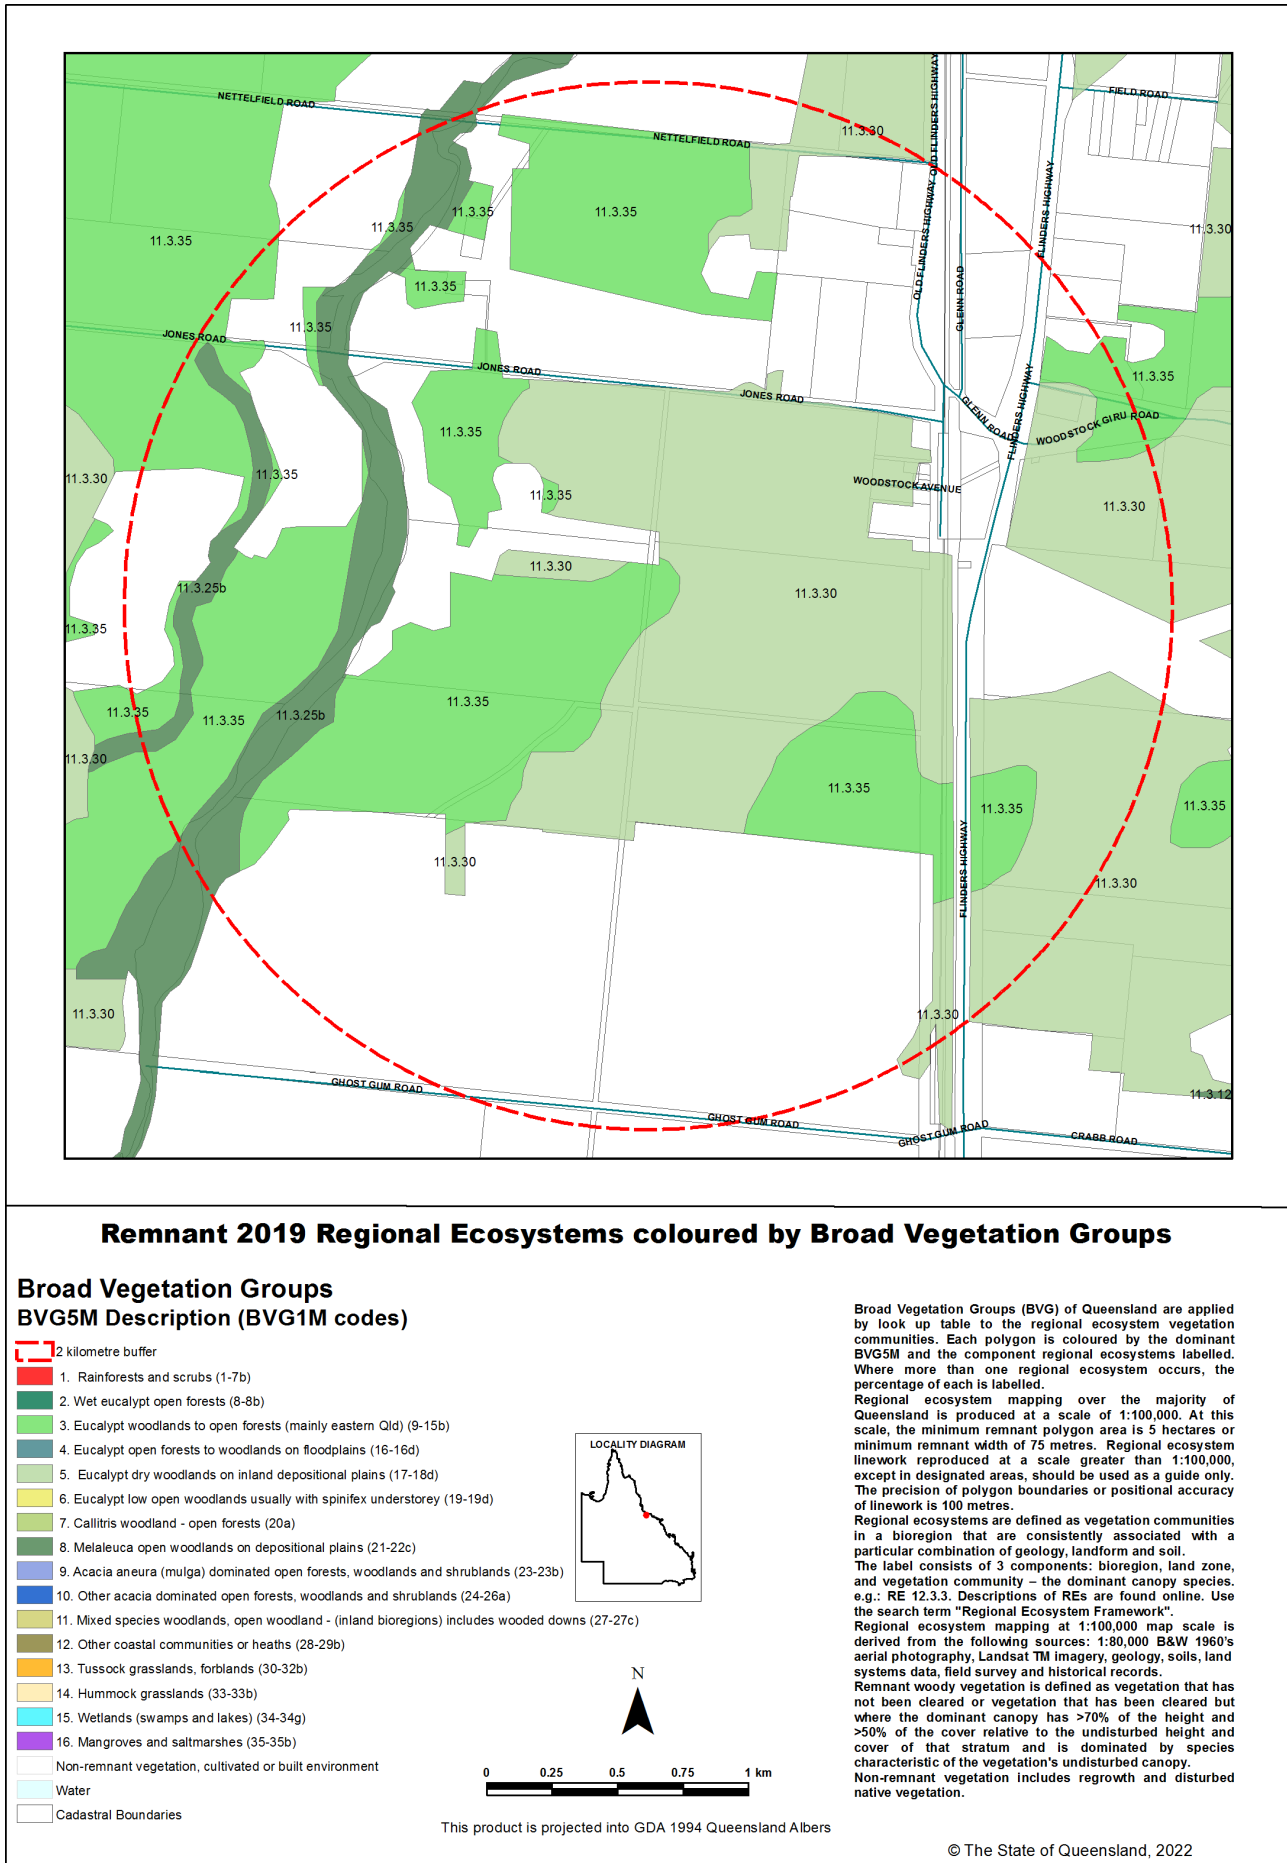 NETTELFIELD ROAD
NETTELFIELD ROAD
11.3.30
OLD FLINDERS HIGHWAY
OLD FLINDERS HIGHWAY
FIELD ROAD
11.3.35
11.3.35
11.3.35
11.3.35
FLINDERS HIGHWAY
11.3.30
11.3.35
GLENN ROAD
11.3.35
JONES ROAD
JONES ROAD
JONES ROAD
11.3.35
GLENN ROAD
FLINDERS HIGHWAY
WOODSTOCK GIRU ROAD
11.3.35
11.3.30
11.3.35
11.3.35
WOODSTOCK AVENUE
11.3.30
11.3.30
11.3.25b
11.3.30
11.3.35
11.3.35
11.3.35
11.3.25b
11.3.35
11.3.30
11.3.35
11.3.35
11.3.35
11.3.30
FLINDERS HIGHWAY
11.3.30
11.3.30
11.3.30
GHOST GUM ROAD
11.3.12
GHOST GUM ROAD
GHOST GUM ROAD
CRABB ROAD
Remnant 2019 Regional Ecosystems coloured by Broad Vegetation Groups
Broad Vegetation Groups
BVG5M Description (BVG1M codes)
2 kilometre buffer
1. Rainforests and scrubs (1-7b)
2. Wet eucalypt open forests (8-8b)
3. Eucalypt woodlands to open forests (mainly eastern Qld) (9-15b)
4. Eucalypt open forests to woodlands on floodplains (16-16d)
5. Eucalypt dry woodlands on inland depositional plains (17-18d)
6. Eucalypt low open woodlands usually with spinifex understorey (19-19d)
7. Callitris woodland - open forests (20a)
8. Melaleuca open woodlands on depositional plains (21-22c)
9. Acacia aneura (mulga) dominated open forests, woodlands and shrublands (23-23b)
10. Other acacia dominated open forests, woodlands and shrublands (24-26a)
11. Mixed species woodlands, open woodland - (inland bioregions) includes wooded downs (27-27c)
12. Other coastal communities or heaths (28-29b)
13. Tussock grasslands, forblands (30-32b)
14. Hummock grasslands (33-33b)
15. Wetlands (swamps and lakes) (34-34g)
16. Mangroves and saltmarshes (35-35b)
Non-remnant vegetation, cultivated or built environment
Water
Cadastral Boundaries
LOCALITY DIAGRAM
N
0 0.25 0.5 0.75 1 km
This product is projected into GDA 1994 Queensland Albers
Broad Vegetation Groups (BVG) of Queensland are applied
by look up table to the regional ecosystem vegetation
communities. Each polygon is coloured by the dominant
BVG5M and the component regional ecosystems labelled.
Where more than one regional ecosystem occurs, the
percentage of each is labelled.
Regional ecosystem mapping over the majority of
Queensland is produced at a scale of 1:100,000. At this
scale, the minimum remnant polygon area is 5 hectares or
minimum remnant width of 75 metres. Regional ecosystem
linework reproduced at a scale greater than 1:100,000,
except in designated areas, should be used as a guide only.
The precision of polygon boundaries or positional accuracy
of linework is 100 metres.
Regional ecosystems are defined as vegetation communities
in a bioregion that are consistently associated with a
particular combination of geology, landform and soil.
The label consists of 3 components: bioregion, land zone,
and vegetation community – the dominant canopy species.
e.g.: RE 12.3.3. Descriptions of REs are found online. Use
the search term "Regional Ecosystem Framework".
Regional ecosystem mapping at 1:100,000 map scale is
derived from the following sources: 1:80,000 B&W 1960's
aerial photography, Landsat TM imagery, geology, soils, land
systems data, field survey and historical records.
Remnant woody vegetation is defined as vegetation that has
not been cleared or vegetation that has been cleared but
where the dominant canopy has >70% of the height and
>50% of the cover relative to the undisturbed height and
cover of that stratum and is dominated by species
characteristic of the vegetation's undisturbed canopy.
Non-remnant vegetation includes regrowth and disturbed
native vegetation.
© The State of Queensland, 2022